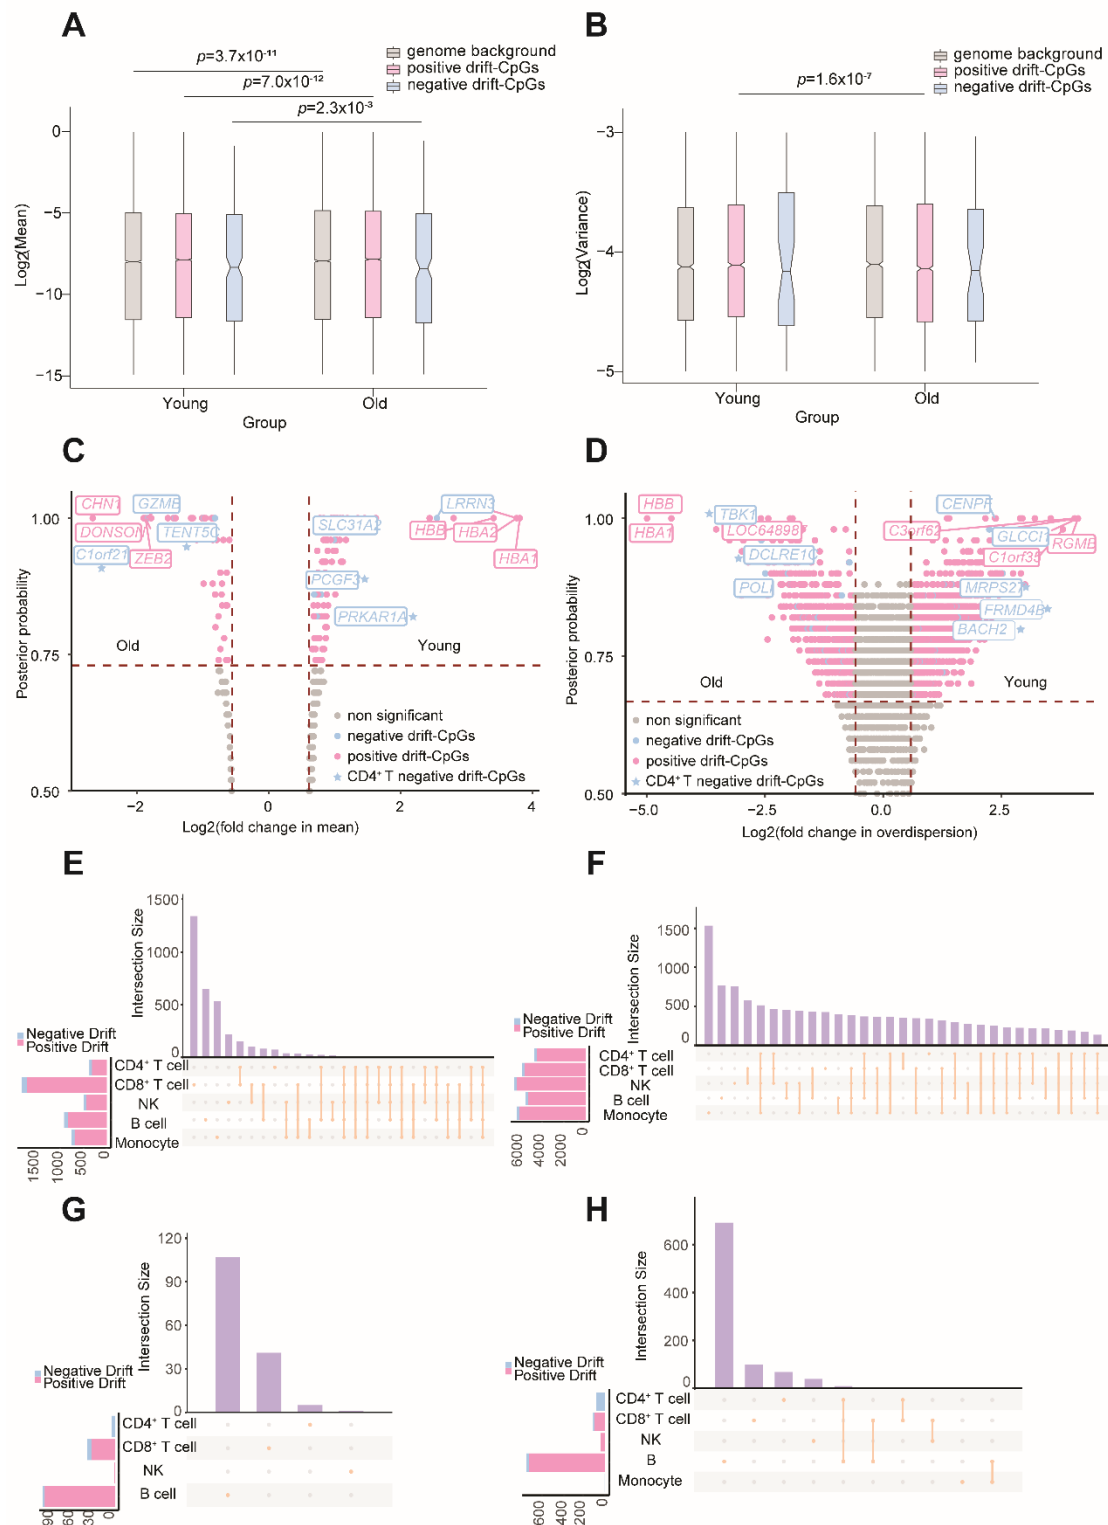 A
p=3.7x10⁻¹¹
p=7.0x10⁻¹²
p=2.3x10⁻³
genome background
positive drift-CpGs
negative drift-CpGs
Log2(Mean)
0
−5
−10
−15
Young
Old
Group
B
p=1.6x10⁻⁷
genome background
positive drift-CpGs
negative drift-CpGs
Log2(Variance)
−3
−4
−5
Young
Old
Group
C
Posterior probability
1.00
0.75
0.50
CHN1
GZMB
DONSON
TENT5C
C1orf21
ZEB2
SLC31A2
LRRN3
HBB
HBA2
HBA1
PCGF3
PRKAR1A
Old
Young
non significant
negative drift-CpGs
positive drift-CpGs
CD4⁺ T negative drift-CpGs
−2
0
2
4
Log2(fold change in mean)
D
Posterior probability
1.00
0.75
0.50
HBB
HBA1
TBK1
LOC64898
DCLRE1C
POLI
CENPF
C3orf62
GLCCI1
RGMB
C1orf35
MRPS27
FRMD4B
BACH2
Old
Young
non significant
negative drift-CpGs
positive drift-CpGs
CD4⁺ T negative drift-CpGs
−5.0
−2.5
0.0
2.5
Log2(fold change in overdispersion)
E
Intersection Size
1500
1000
500
0
Negative Drift
Positive Drift
CD4⁺ T cell
CD8⁺ T cell
NK
B cell
Monocyte
1500
1000
500
0
F
Intersection Size
1500
1000
500
0
Negative Drift
Positive Drift
CD4⁺ T cell
CD8⁺ T cell
NK
B cell
Monocyte
6000
4000
2000
0
G
Intersection Size
120
90
60
30
0
Negative Drift
Positive Drift
CD4⁺ T cell
CD8⁺ T cell
NK
B cell
90
60
30
0
H
Intersection Size
600
400
200
0
Negative Drift
Positive Drift
CD4⁺ T cell
CD8⁺ T cell
NK
B
Monocyte
600
400
200
0